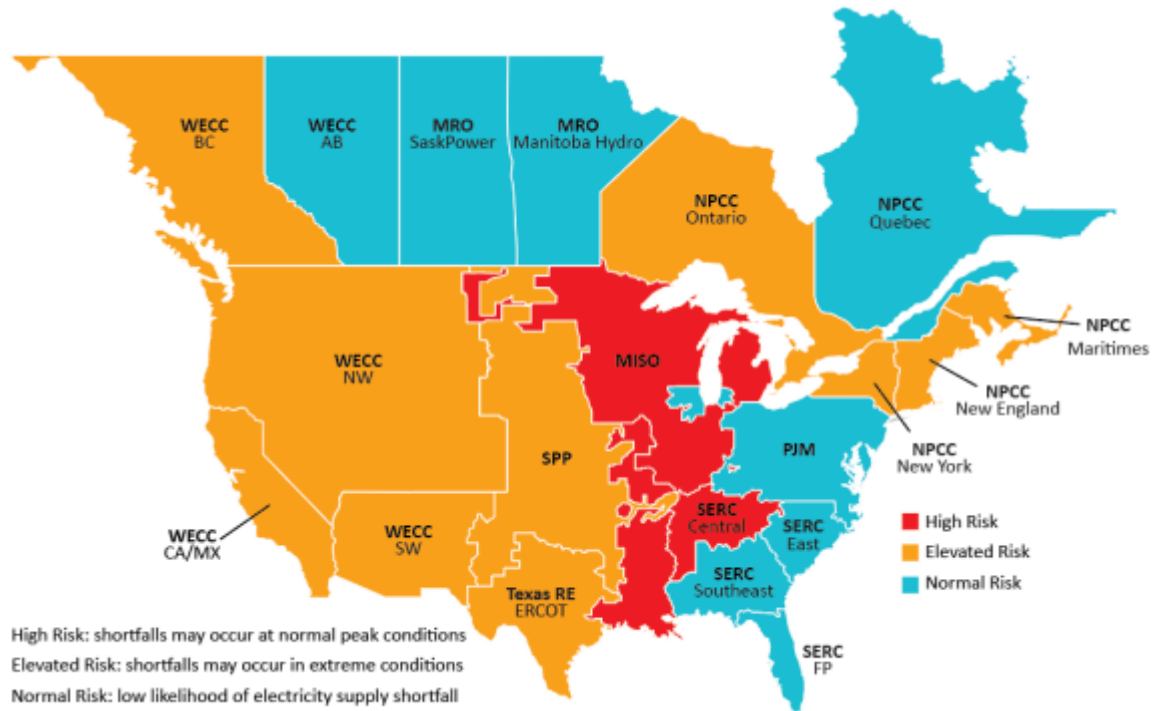 WECC
BC
WECC
AB
MRO
SaskPower
MRO
Manitoba Hydro
NPCC
Ontario
NPCC
Quebec
NPCC
Maritimes
WECC
NW
MISO
NPCC
New England
NPCC
New York
SPP
PJM
WECC
CA/MX
WECC
SW
SERC
Central
SERC
East
SERC
Southeast
Texas RE
ERCOT
SERC
FP
High Risk
Elevated Risk
Normal Risk
High Risk: shortfalls may occur at normal peak conditions
Elevated Risk: shortfalls may occur in extreme conditions
Normal Risk: low likelihood of electricity supply shortfall